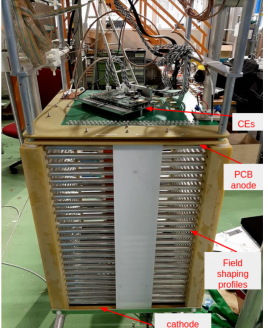 CEs
PCB
anode
Field
shaping
profiles
cathode